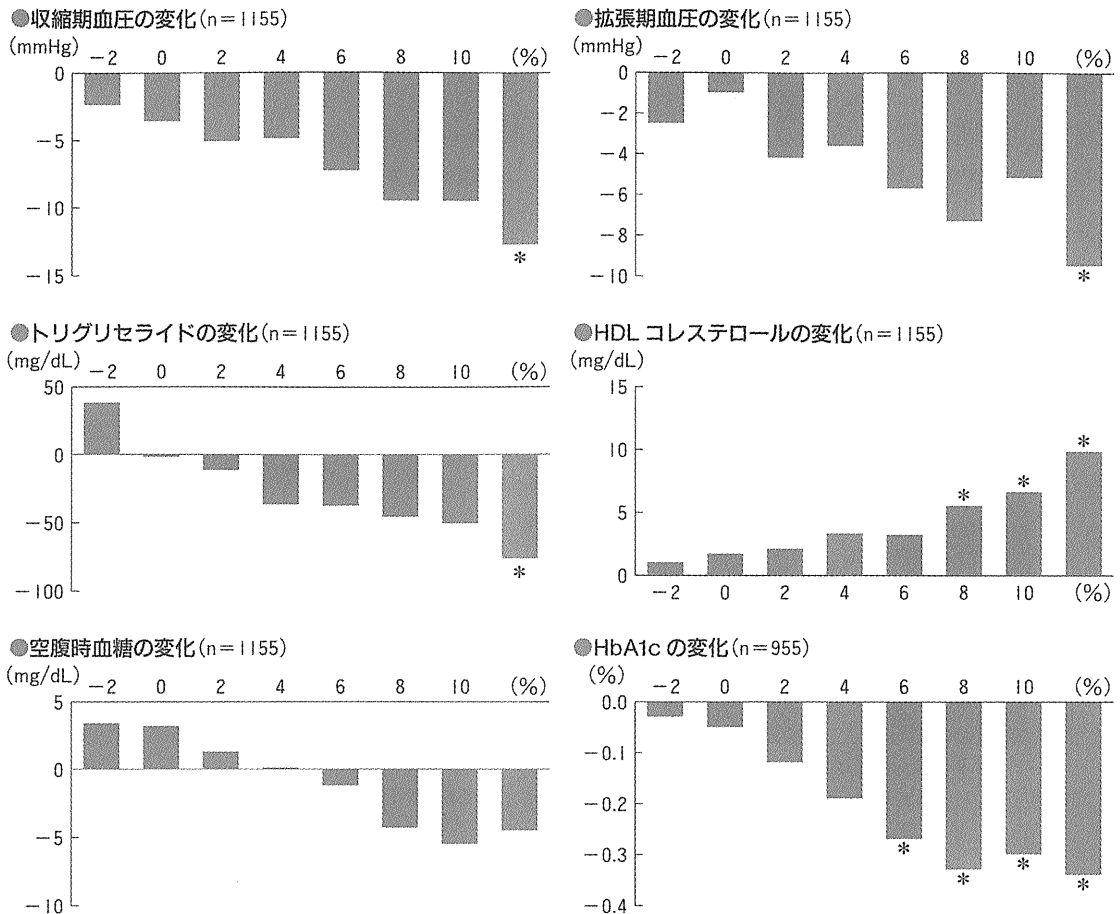 ●収縮期血圧の変化(n=1155)
(mmHg)
−2 0 2 4 6 8 10 (%)
0
−5
−10
−15
*
●拡張期血圧の変化(n=1155)
(mmHg)
−2 0 2 4 6 8 10 (%)
0
−2
−4
−6
−8
−10
*
●トリグリセライドの変化(n=1155)
(mg/dL)
−2 0 2 4 6 8 10 (%)
50
0
−50
−100
*
●HDL コレステロールの変化(n=1155)
(mg/dL)
15
10
5
0
* * *
−2 0 2 4 6 8 10 (%)
●空腹時血糖の変化(n=1155)
(mg/dL)
−2 0 2 4 6 8 10 (%)
5
0
−5
−10
●HbA1c の変化(n=955)
(%)
−2 0 2 4 6 8 10 (%)
0.0
−0.1
−0.2
−0.3
−0.4
* * * *